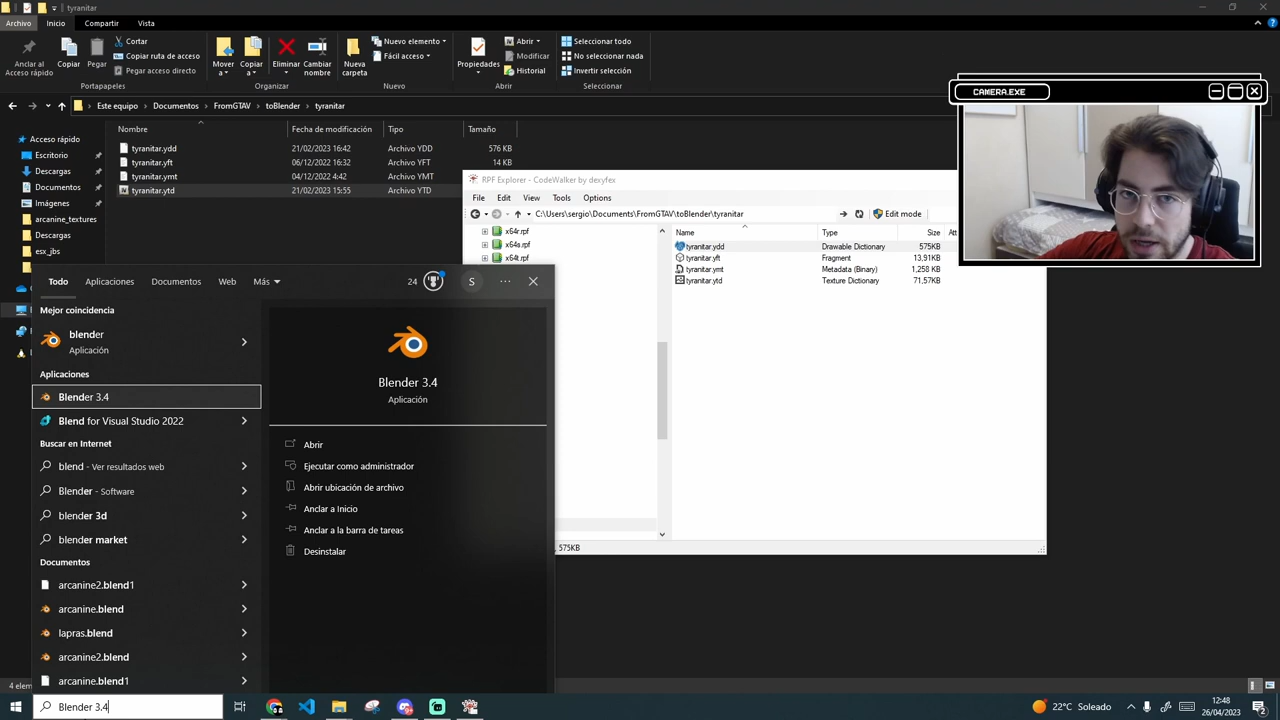 tyranitar
Archivo
Inicio
Compartir
Vista
Anclar al
Acceso rápido
Copiar
Pegar
Cortar
Copiar ruta de acceso
Pegar acceso directo
Portapapeles
Mover
a
Copiar
a
Eliminar
Cambiar
nombre
Organizar
Nueva
carpeta
Nuevo elemento
Fácil acceso
Nuevo
Propiedades
Abrir
Modificar
Historial
Abrir
Seleccionar todo
No seleccionar nada
Invertir selección
Seleccionar
Este equipo > Documents > FromGTAV > toBlender > tyranitar
Nombre Fecha de modificación Tipo Tamaño
tyranitar.ydd 21/02/2023 16:42 Archivo YDD 576 KB
tyranitar.yft 06/12/2022 16:32 Archivo YFT 14 KB
tyranitar.ymt 04/12/2022 4:42 Archivo YMT
tyranitar.ytd 21/02/2023 15:55 Archivo YTD
Acceso rápido
Escritorio
Descargas
Documentos
Imágenes
arcanine_textures
Descargas
esx_jbs
CAMERA.EXE
RPF Explorer - CodeWalker by dexyfex
File Edit View Tools Options
C:\Users\sergio\Documents\FromGTAV\toBlender\tyranitar
Edit mode
x64r.rpf
x64s.rpf
x64t.rpf
Name Type Size Att
tyranitar.ydd Drawable Dictionary 575KB
tyranitar.yft Fragment 13,91KB
tyranitar.ymt Metadata (Binary) 1,258 KB
tyranitar.ytd Texture Dictionary 71,57KB
, 575KB
Todo Aplicaciones Documentos Web Más 24 S
Mejor coincidencia
blender
Aplicación
Aplicaciones
Blender 3.4
Blend for Visual Studio 2022
Buscar en Internet
blend - Ver resultados web
Blender - Software
blender 3d
blender market
Documentos
arcanine2.blend1
arcanine.blend
lapras.blend
arcanine2.blend
arcanine.blend1
Blender 3.4
Aplicación
Abrir
Ejecutar como administrador
Abrir ubicación de archivo
Anclar a Inicio
Anclar a la barra de tareas
Desinstalar
4 elem
Blender 3.4
22°C Soleado
12:48
26/04/2023
2